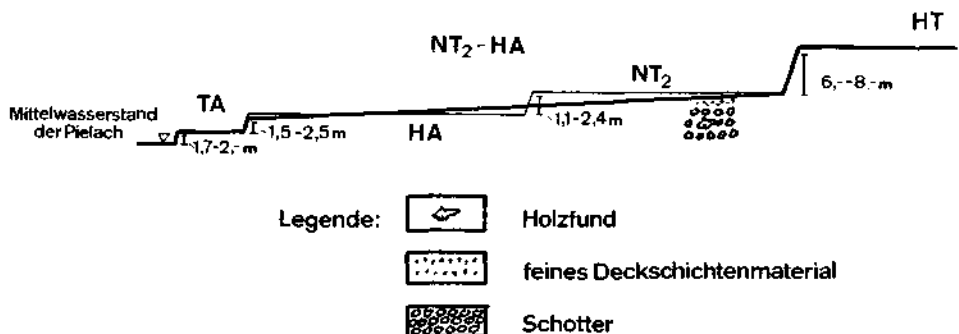 HT
NT₂-HA
NT₂
6,--8,-m
Mittelwasserstand
der Pielach
TA
1,7-2,-m
1,5-2,5m
HA
1,1-2,4m
Legende:
Holzfund
feines Deckschichtenmaterial
Schotter